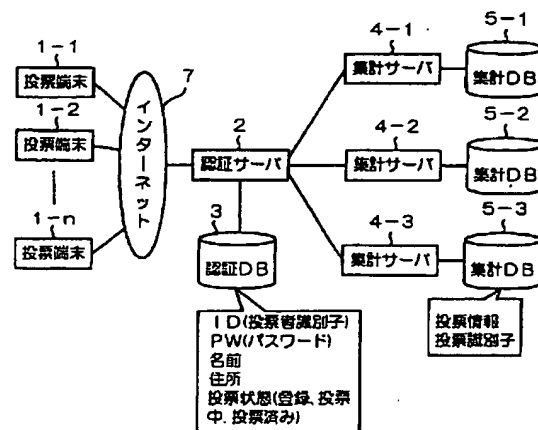 1-1
投票端末
1-2
投票端末
1-n
投票端末
7
インターネット
2
認証サーバ
3
認証DB
ID(投票者識別子)
PW(パスワード)
名前
住所
投票状態(登録、投票
中、投票済み)
4-1
集計サーバ
4-2
集計サーバ
4-3
集計サーバ
5-1
集計DB
5-2
集計DB
5-3
集計DB
投票情報
投票識別子